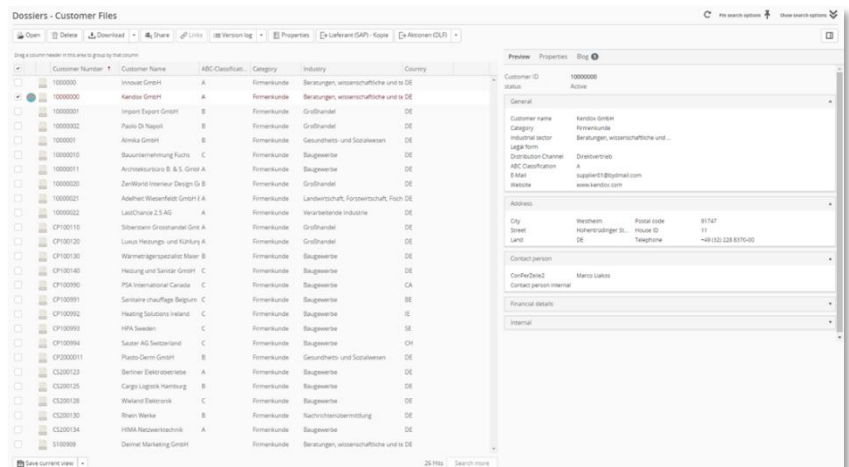 Dossiers - Customer Files
Pin search options Show search options
Open Delete Download Share Links Version log Properties Lieferant (SAP) - Kopie Aktionen (OLF)
Drag a column header in this area to group by that column
Customer Number Customer Name ABC-Classificati... Category Industry Country
1000000 Innovat GmbH A Firmenkunde Beratungen, wissenschaftliche und te DE
10000000 Kendox GmbH A Firmenkunde Beratungen, wissenschaftliche und te DE
10000001 Import Export GmbH B Firmenkunde Großhandel DE
10000002 Paolo Di Napoli B Firmenkunde Großhandel DE
1000001 Almika GmbH B Firmenkunde Gesundheits- und Sozialwesen DE
10000010 Bauunternehmung Fuchs C Firmenkunde Baugewerbe DE
10000011 Architekturbüro B. & S. GmbH A Firmenkunde Baugewerbe DE
10000020 ZenWorld Interieur Design G B Firmenkunde Großhandel DE
10000021 Adelheit Wiesenfeldt GmbH & A Firmenkunde Landwirtschaft, Forstwirtschaft, Fisch DE
10000022 LastChance 2.5 AG A Firmenkunde Verarbeitende Industrie DE
CP100110 Silberstern Grosshandel Gmb A Firmenkunde Großhandel DE
CP100120 Luxus Heizungs- und Kühlung A Firmenkunde Großhandel DE
CP100130 Wärmeträgerspezialist Maier B Firmenkunde Baugewerbe DE
CP100140 Heizung und Sanitär GmbH C Firmenkunde Baugewerbe DE
CP100990 PSA International Canada C Firmenkunde Baugewerbe CA
CP100991 Sanitaire chauffage Belgium C Firmenkunde Baugewerbe BE
CP100992 Heating Solutions Ireland C Firmenkunde Baugewerbe IE
CP100993 HPA Sweden C Firmenkunde Baugewerbe SE
CP100994 Sauter AG Switzerland C Firmenkunde Baugewerbe CH
CP2000011 Plasto-Derm GmbH B Firmenkunde Gesundheits- und Sozialwesen DE
CS200123 Berliner Elektrobetriebe A Firmenkunde Baugewerbe DE
CS200125 Cargo Logistik Hamburg B Firmenkunde Baugewerbe DE
CS200128 Wieland Elektronik C Firmenkunde Baugewerbe DE
CS200130 Rhein Werke B Firmenkunde Nachrichtenübermittlung DE
CS200134 HIMA Netzwerktechnik A Firmenkunde Baugewerbe DE
S100909 Deimel Marketing GmbH Firmenkunde Beratungen, wissenschaftliche und te DE
Save current view 26 Hits Search more
Preview Properties Blog
Customer ID 10000000
status Active
General
Customer name Kendox GmbH
Category Firmenkunde
Industrial sector Beratungen, wissenschaftliche und ...
Legal form
Distribution Channel Direktvertrieb
ABC Classification A
E-Mail supplier01@bydmail.com
Website www.kendox.com
Address
City Westheim Postal code 91747
Street Hohentrüdinger St... House ID 11
Land DE Telephone +49 (32) 228 8370-00
Contact person
ConPerZeile2 Marco Liakos
Contact person internal
Financial details
Internal